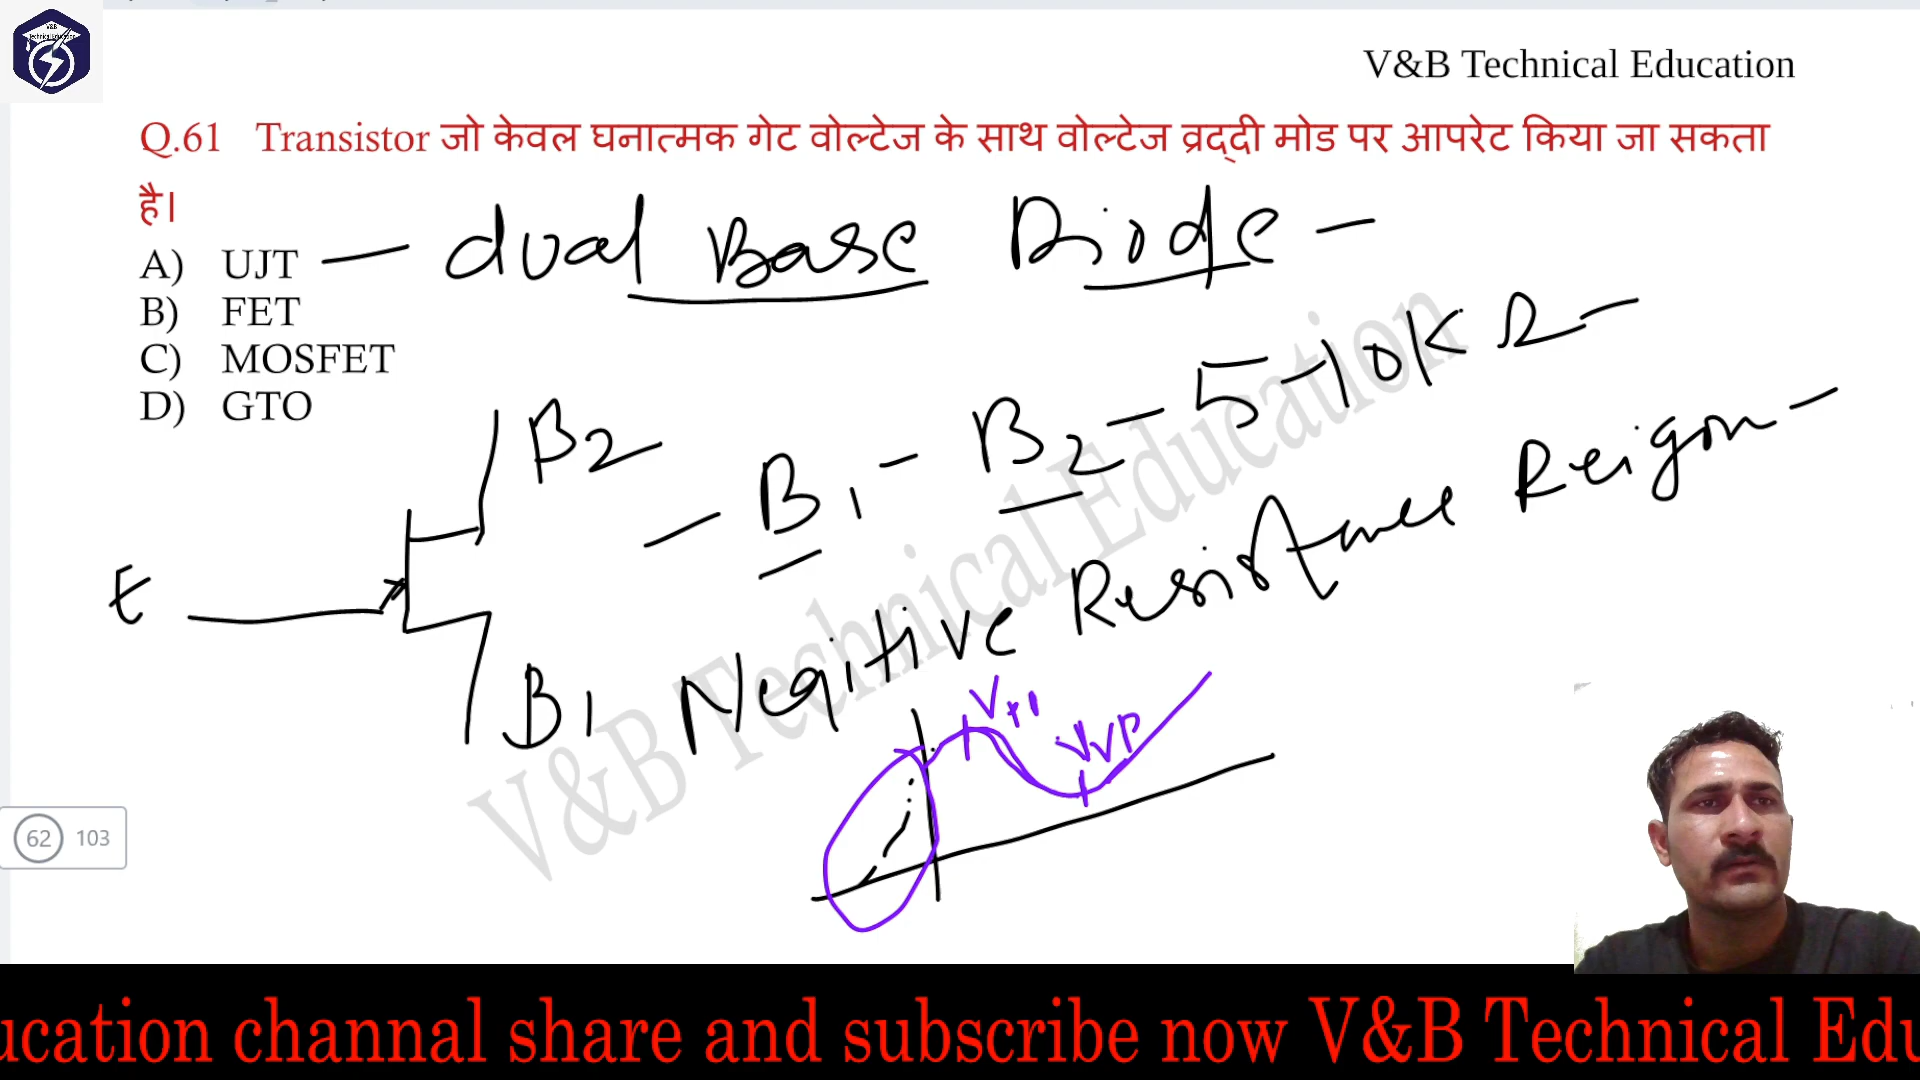 V&B
Technical Education
V&B Technical Education
Q.61 Transistor जो केवल घनात्मक गेट वोल्टेज के साथ वोल्टेज व्रद्दी मोड पर आपरेट किया जा सकता
है।
A) UJT – dual Base Diode –
B) FET
C) MOSFET
D) GTO
B2
– B1 – B2 – 5-10K Ω –
E
B1
Negitive Resistance Reigon –
VVP
V&B Technical Education
62 103
ucation channal share and subscribe now V&B Technical Edu